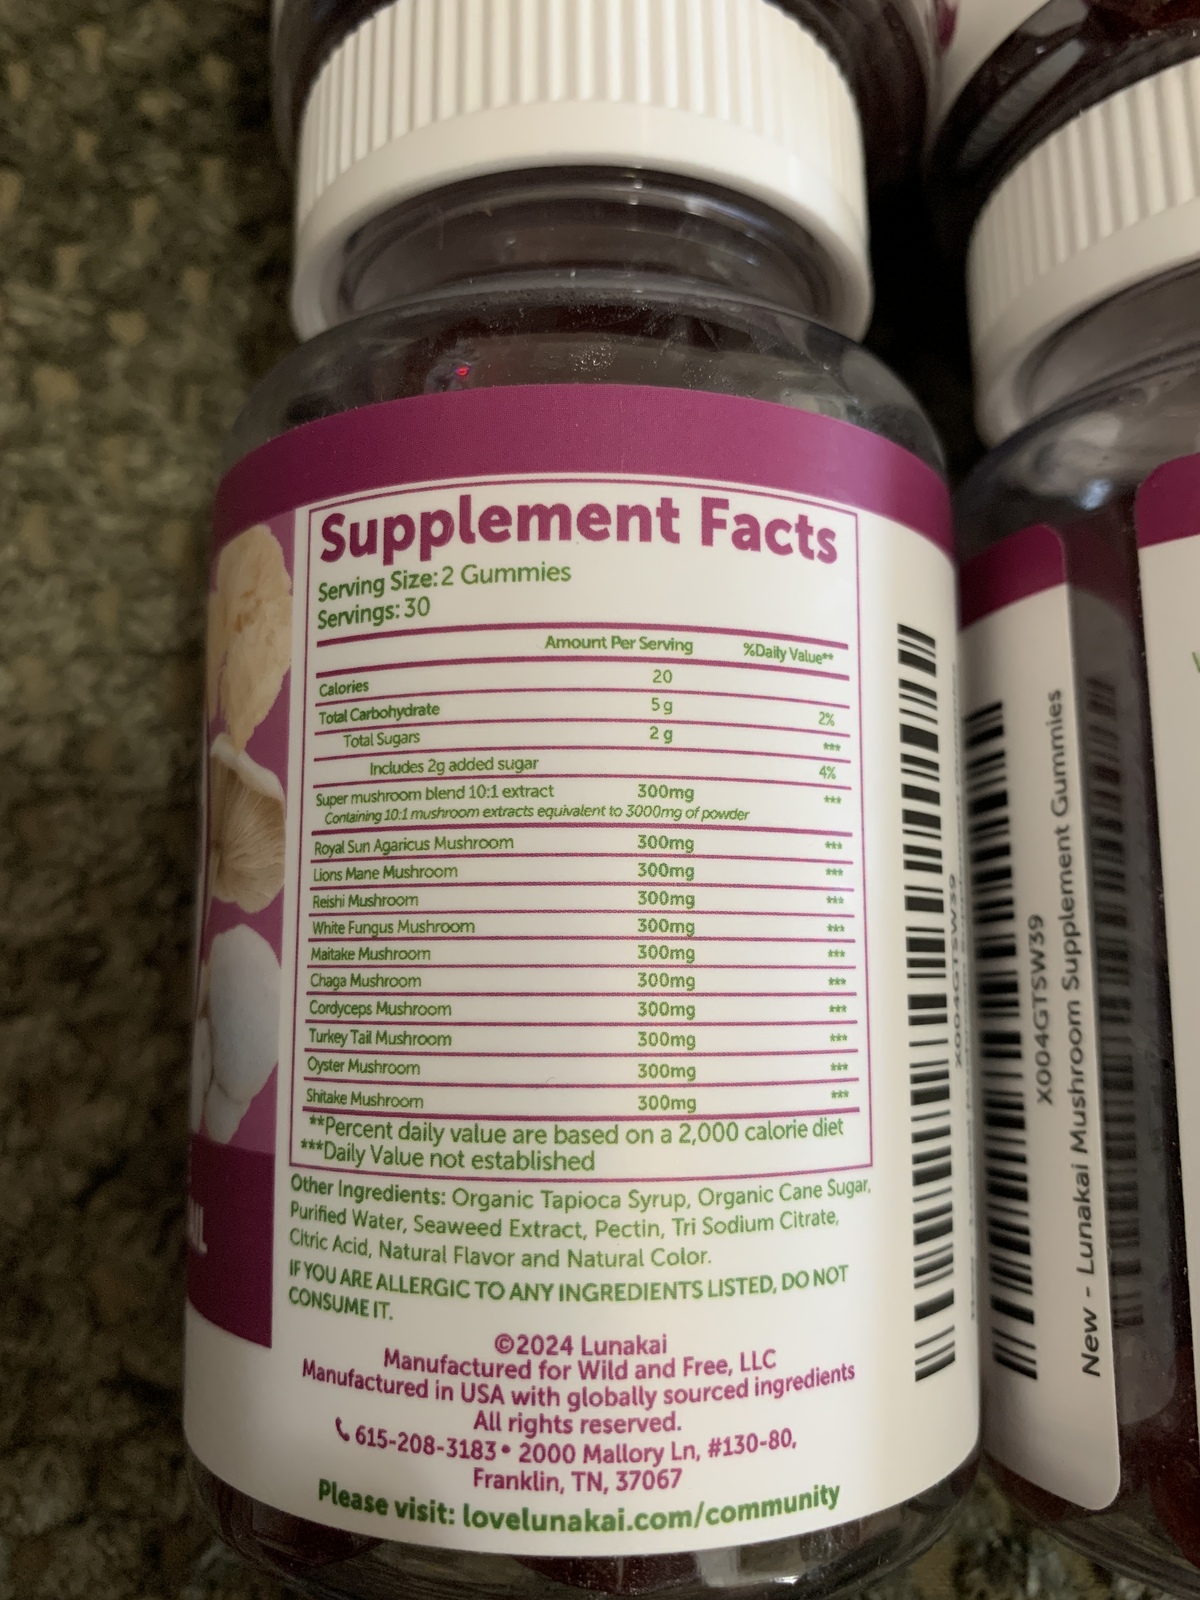 Supplement Facts
Serving Size: 2 Gummies
Servings: 30
Amount Per Serving %Daily Value**
Calories 20
Total Carbohydrate 5 g 2%
Total Sugars 2 g ***
Includes 2g added sugar 4%
Super mushroom blend 10:1 extract 300mg ***
Containing 10:1 mushroom extracts equivalent to 3000mg of powder
Royal Sun Agaricus Mushroom 300mg ***
Lions Mane Mushroom 300mg ***
Reishi Mushroom 300mg ***
White Fungus Mushroom 300mg ***
Maitake Mushroom 300mg ***
Chaga Mushroom 300mg ***
Cordyceps Mushroom 300mg ***
Turkey Tail Mushroom 300mg ***
Oyster Mushroom 300mg ***
Shitake Mushroom 300mg ***
**Percent daily value are based on a 2,000 calorie diet
***Daily Value not established
Other Ingredients: Organic Tapioca Syrup, Organic Cane Sugar,
Purified Water, Seaweed Extract, Pectin, Tri Sodium Citrate,
Citric Acid, Natural Flavor and Natural Color.
IF YOU ARE ALLERGIC TO ANY INGREDIENTS LISTED, DO NOT
CONSUME IT.
©2024 Lunakai
Manufactured for Wild and Free, LLC
Manufactured in USA with globally sourced ingredients
All rights reserved.
615-208-3183 • 2000 Mallory Ln, #130-80,
Franklin, TN, 37067
Please visit: lovelunakai.com/community
X004GTSW39
X004GTSW39
New - Lunakai Mushroom Supplement Gummies